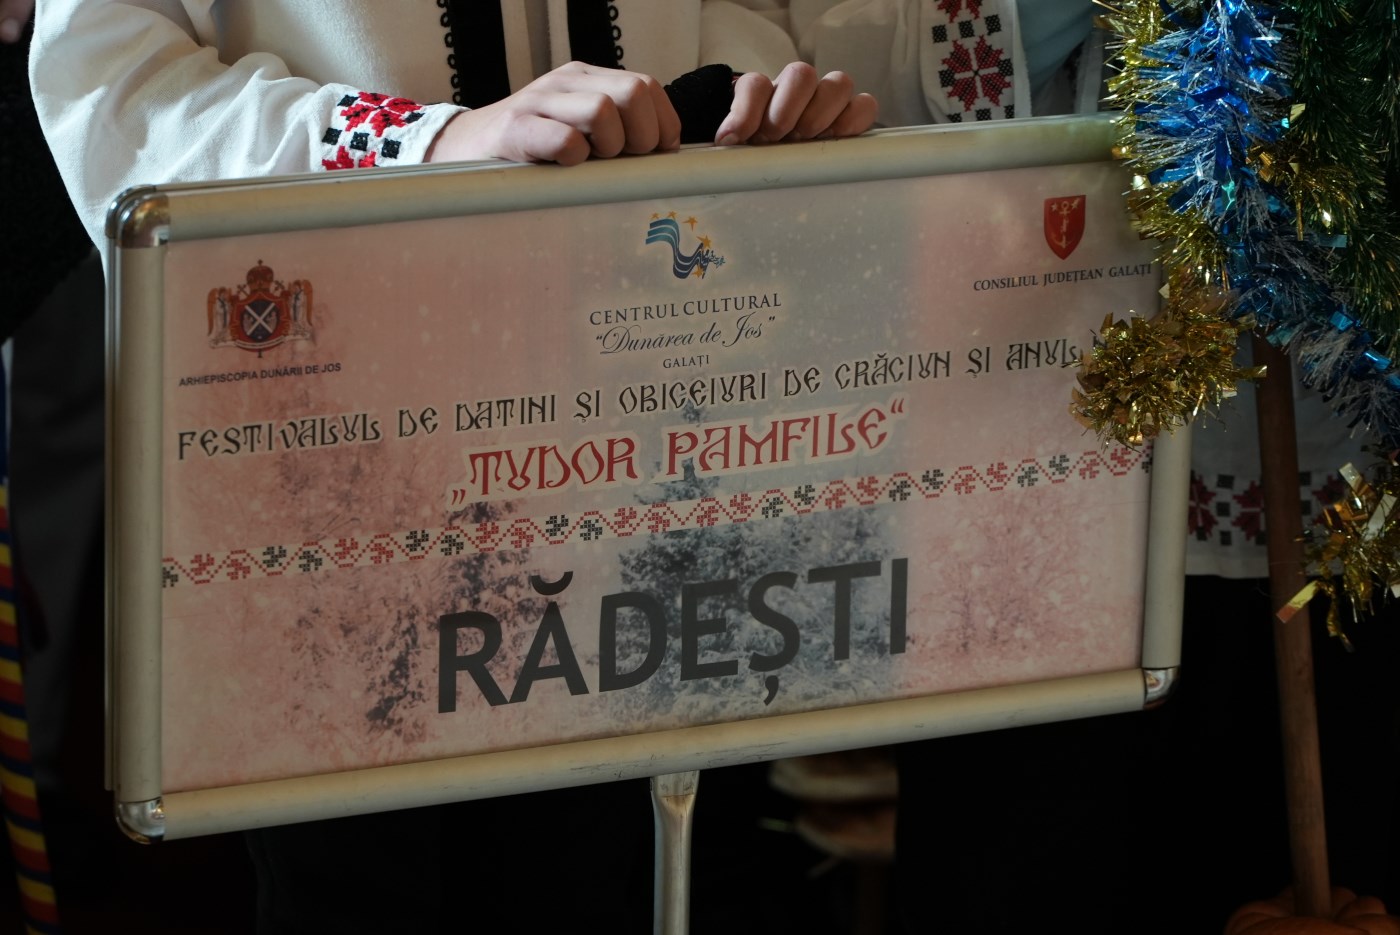 ARHIEPISCOPIA DUNĂRII DE JOS
CENTRUL CULTURAL
"Dunărea de Jos"
GALAȚI
CONSILIUL JUDEȚEAN GALAȚI
FESTIVALUL DE DATINI ȘI OBICEIURI DE CRĂCIUN ȘI ANUL
„TUDOR PAMFILE“
RĂDEȘTI